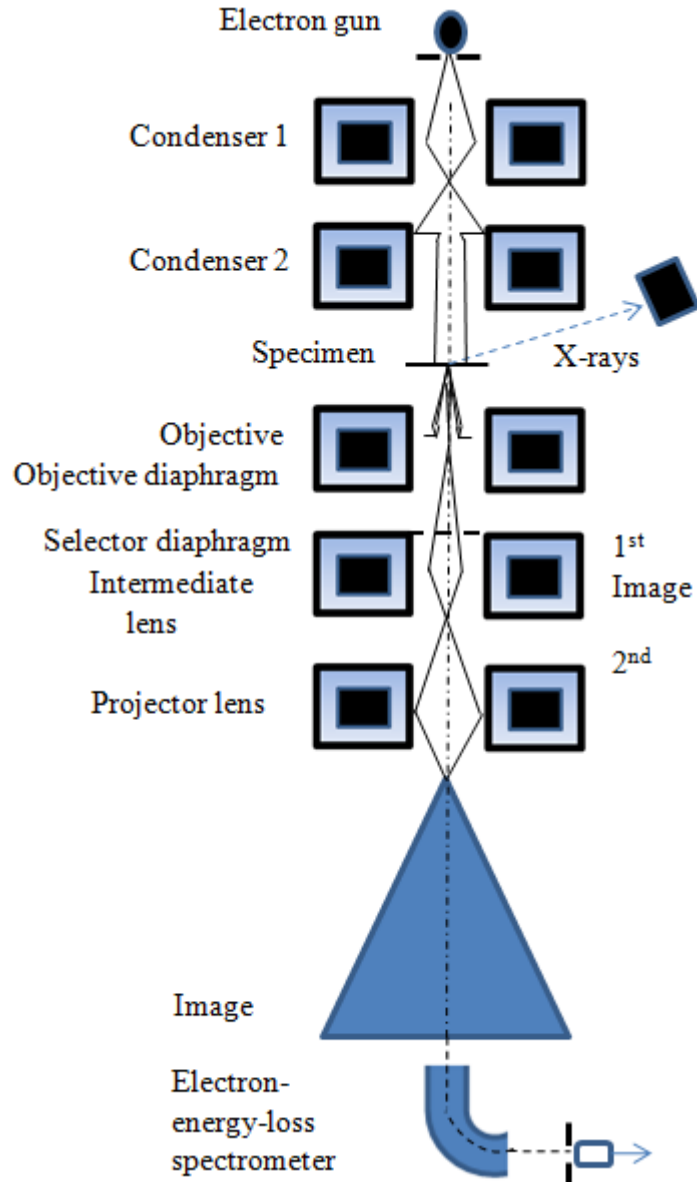 Electron gun
Condenser 1
Condenser 2
Specimen
X-rays
Objective
Objective diaphragm
Selector diaphragm
1st
Intermediate
Image
lens
2nd
Projector lens
Image
Electron-
energy-loss
spectrometer